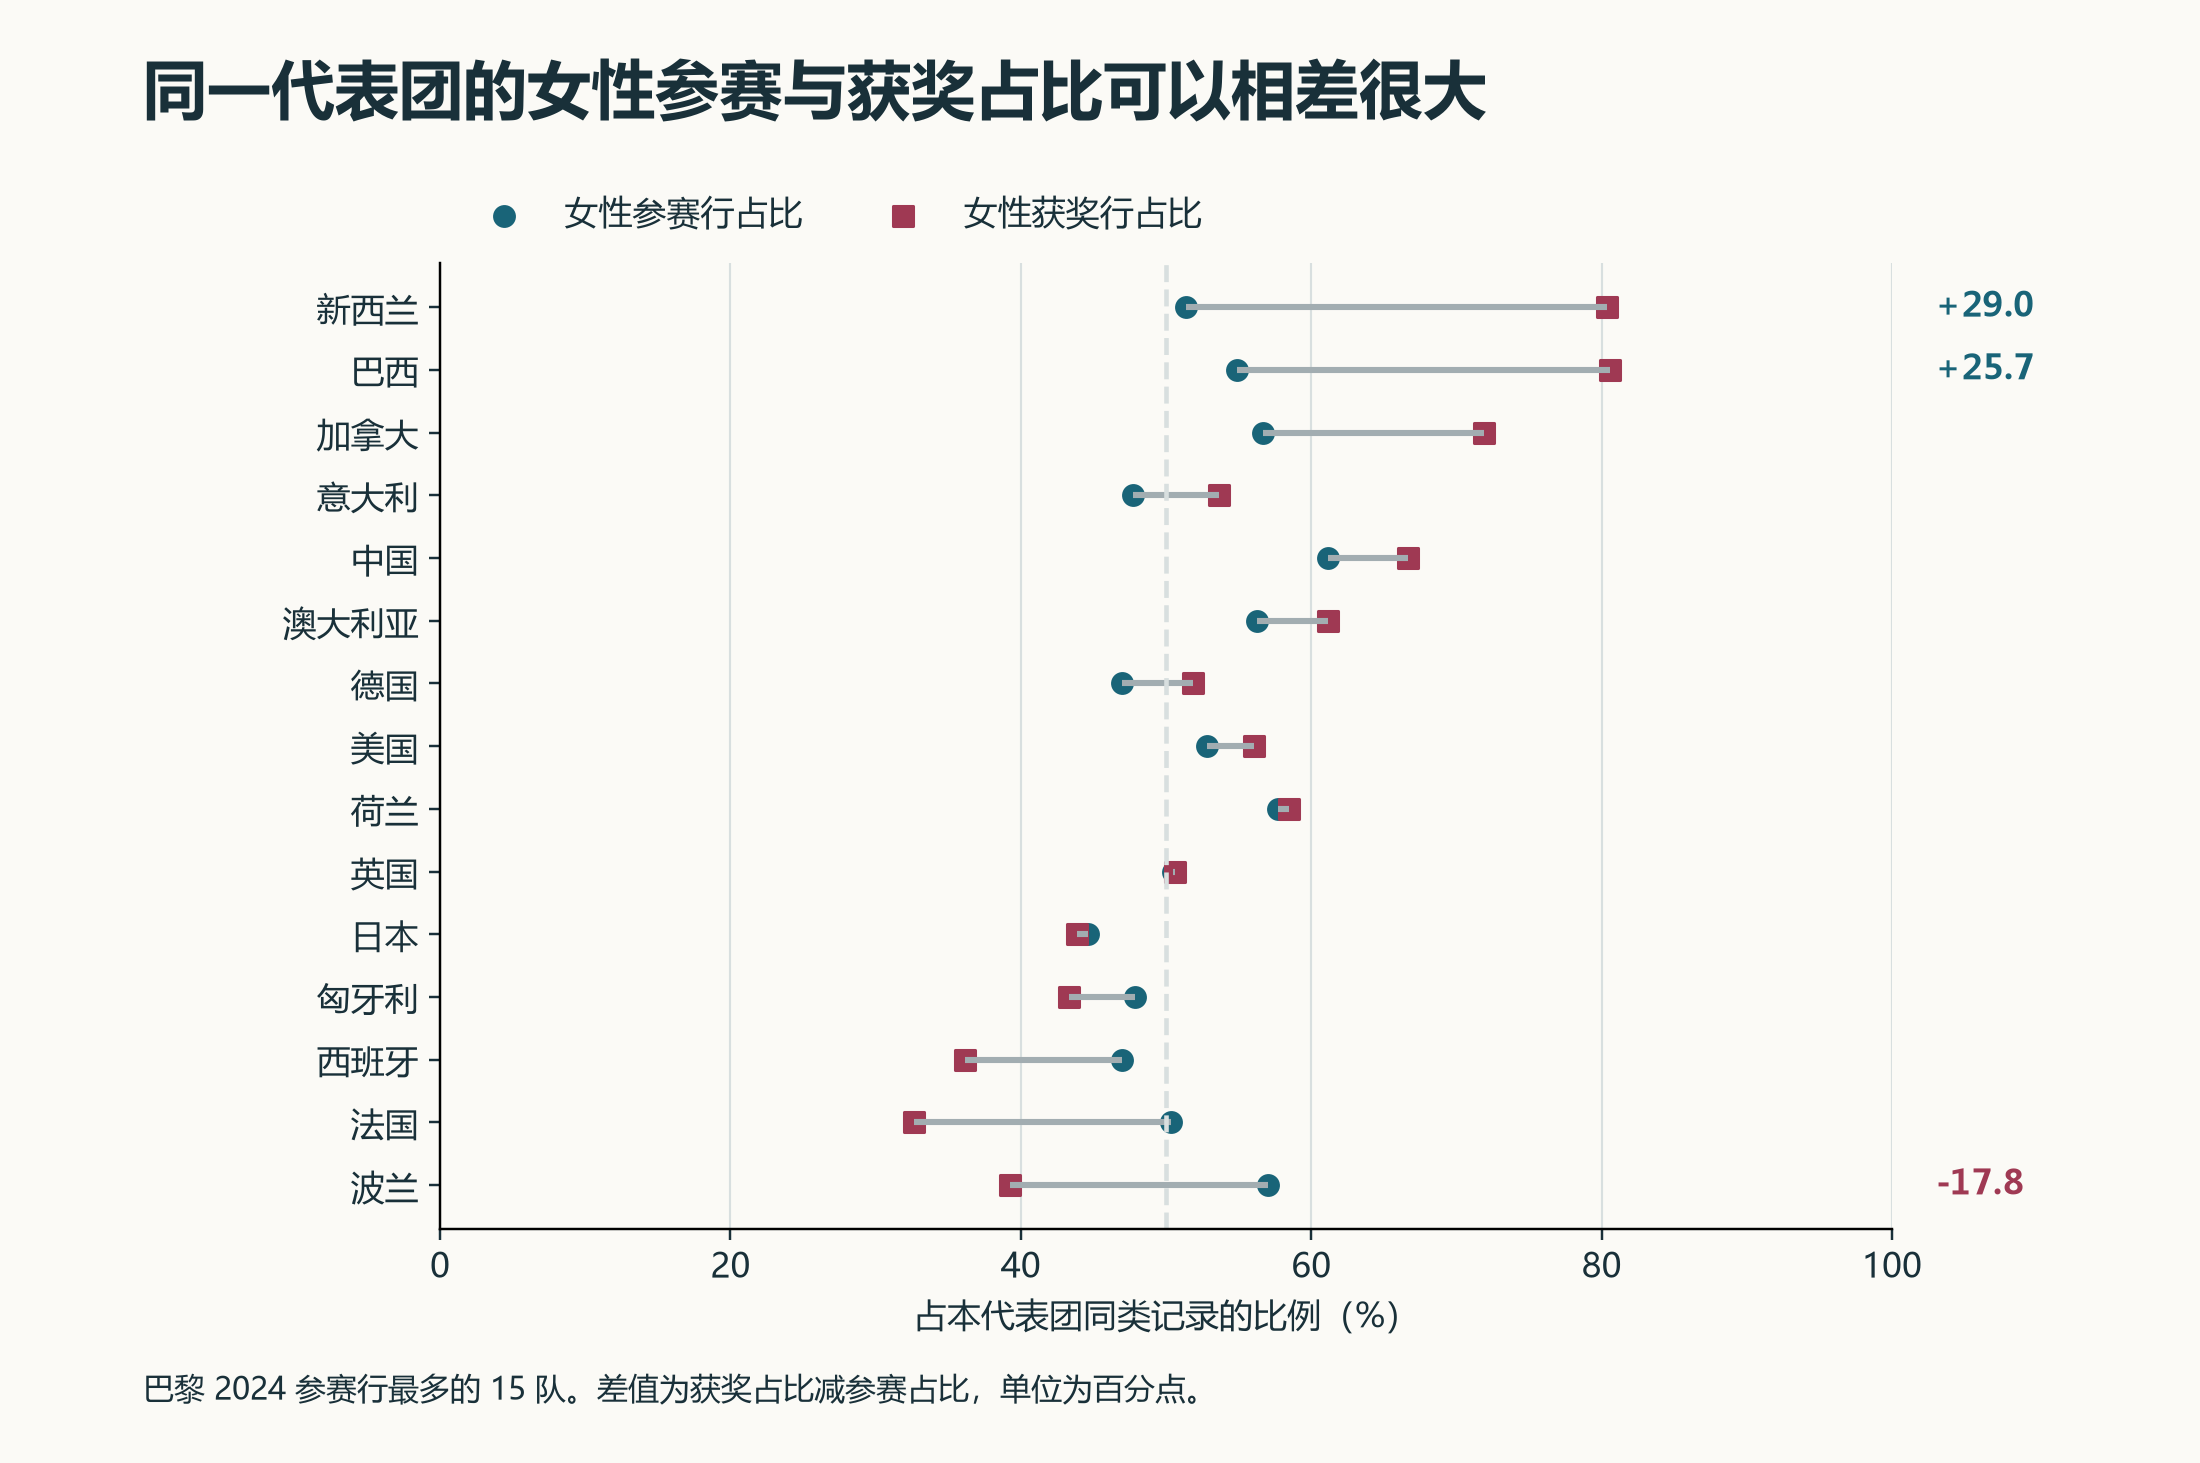 同一代表团的女性参赛与获奖占比可以相差很大
女性参赛行占比 女性获奖行占比
新西兰 +29.0
巴西 +25.7
加拿大
意大利
中国
澳大利亚
德国
美国
荷兰
英国
日本
匈牙利
西班牙
法国
波兰 -17.8
0 20 40 60 80 100
占本代表团同类记录的比例（%）
巴黎 2024 参赛行最多的 15 队。差值为获奖占比减参赛占比，单位为百分点。